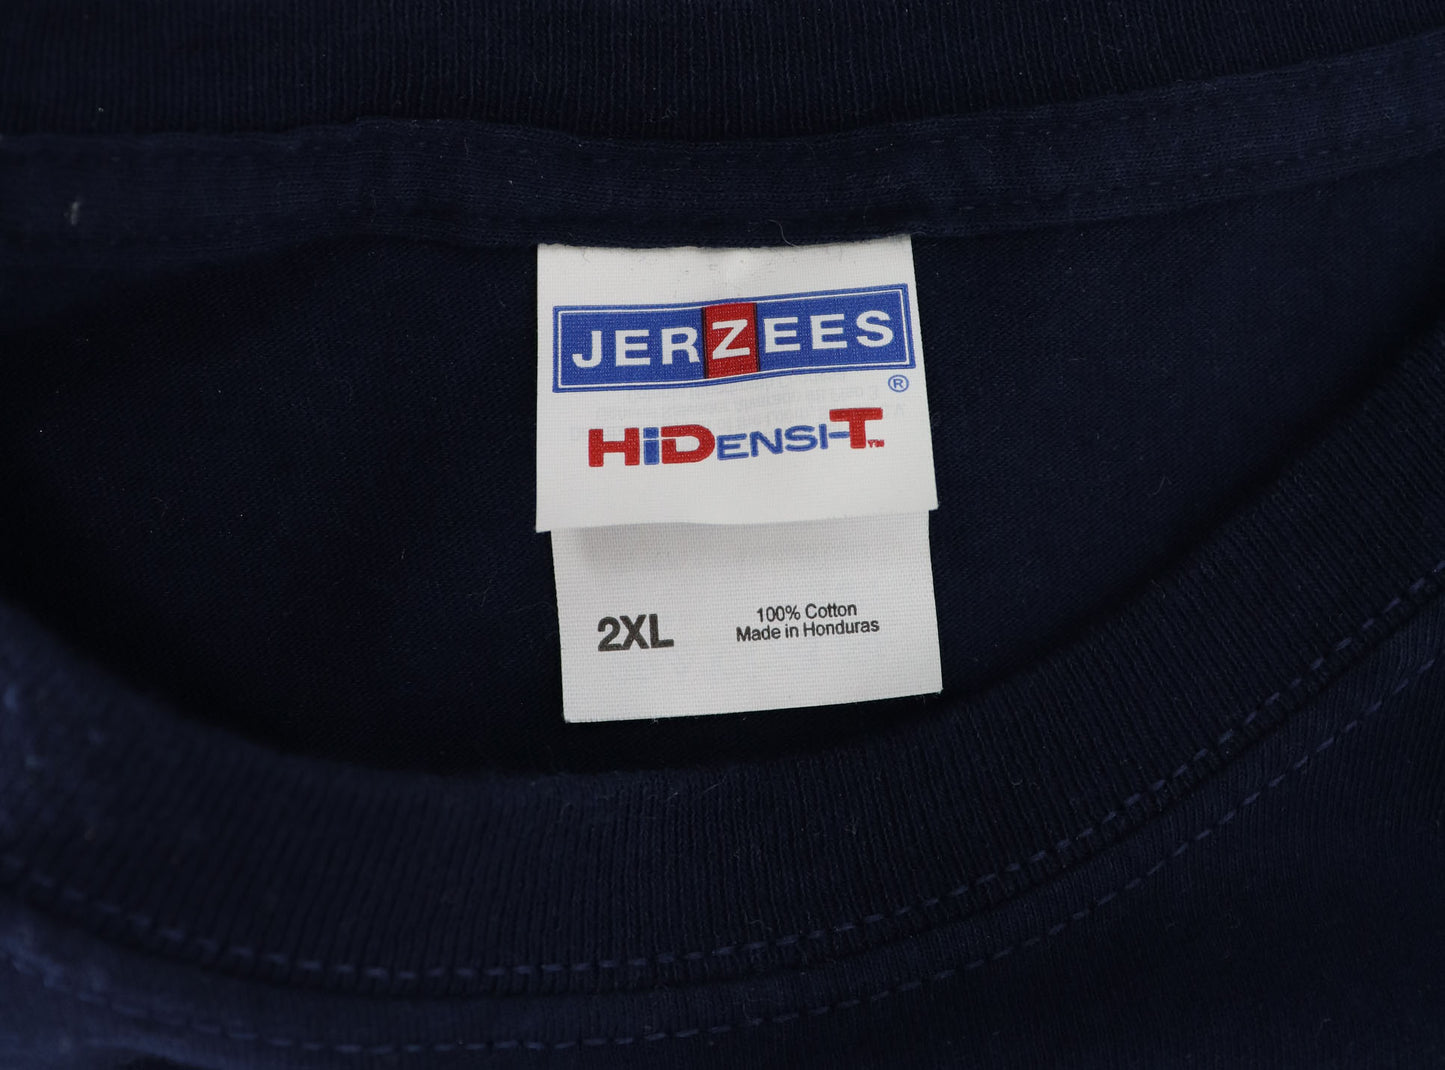 JERZEES
®
HiDENSI-T™
2XL
100% Cotton
Made in Honduras